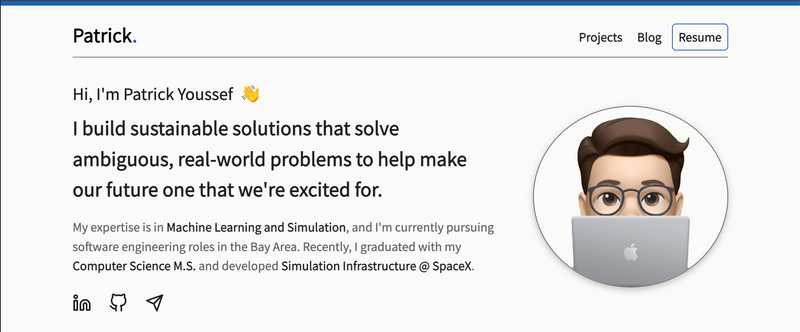 Patrick.
Projects Blog Resume
Hi, I'm Patrick Youssef 👋
I build sustainable solutions that solve
ambiguous, real-world problems to help make
our future one that we're excited for.
My expertise is in Machine Learning and Simulation, and I'm currently pursuing
software engineering roles in the Bay Area. Recently, I graduated with my
Computer Science M.S. and developed Simulation Infrastructure @ SpaceX.